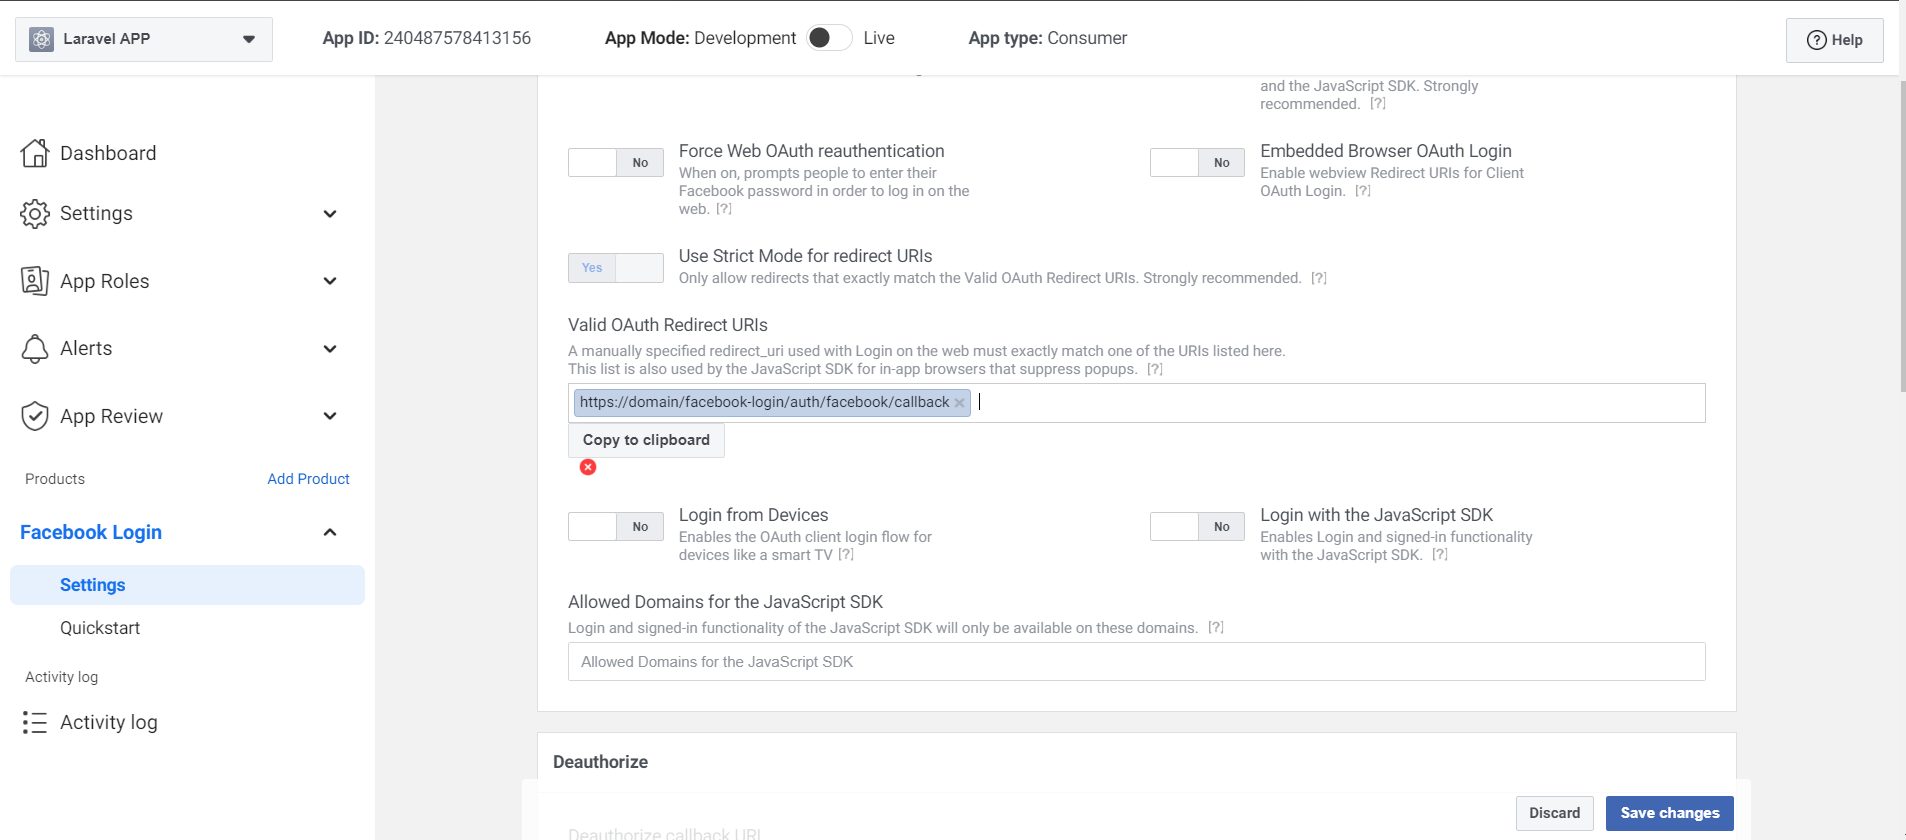 Laravel APP
App ID: 240487578413156
App Mode: Development
Live
App type: Consumer
Help
Dashboard
Settings
App Roles
Alerts
App Review
Products
Add Product
Facebook Login
Settings
Quickstart
Activity log
Activity log
and the JavaScript SDK. Strongly
recommended. [?]
No
Force Web OAuth reauthentication
When on, prompts people to enter their
Facebook password in order to log in on the
web. [?]
No
Embedded Browser OAuth Login
Enable webview Redirect URIs for Client
OAuth Login. [?]
Yes
Use Strict Mode for redirect URIs
Only allow redirects that exactly match the Valid OAuth Redirect URIs. Strongly recommended. [?]
Valid OAuth Redirect URIs
A manually specified redirect_uri used with Login on the web must exactly match one of the URIs listed here.
This list is also used by the JavaScript SDK for in-app browsers that suppress popups. [?]
https://domain/facebook-login/auth/facebook/callback
Copy to clipboard
No
Login from Devices
Enables the OAuth client login flow for
devices like a smart TV [?]
No
Login with the JavaScript SDK
Enables Login and signed-in functionality
with the JavaScript SDK. [?]
Allowed Domains for the JavaScript SDK
Login and signed-in functionality of the JavaScript SDK will only be available on these domains. [?]
Allowed Domains for the JavaScript SDK
Deauthorize
Deauthorize callback URL
Discard
Save changes